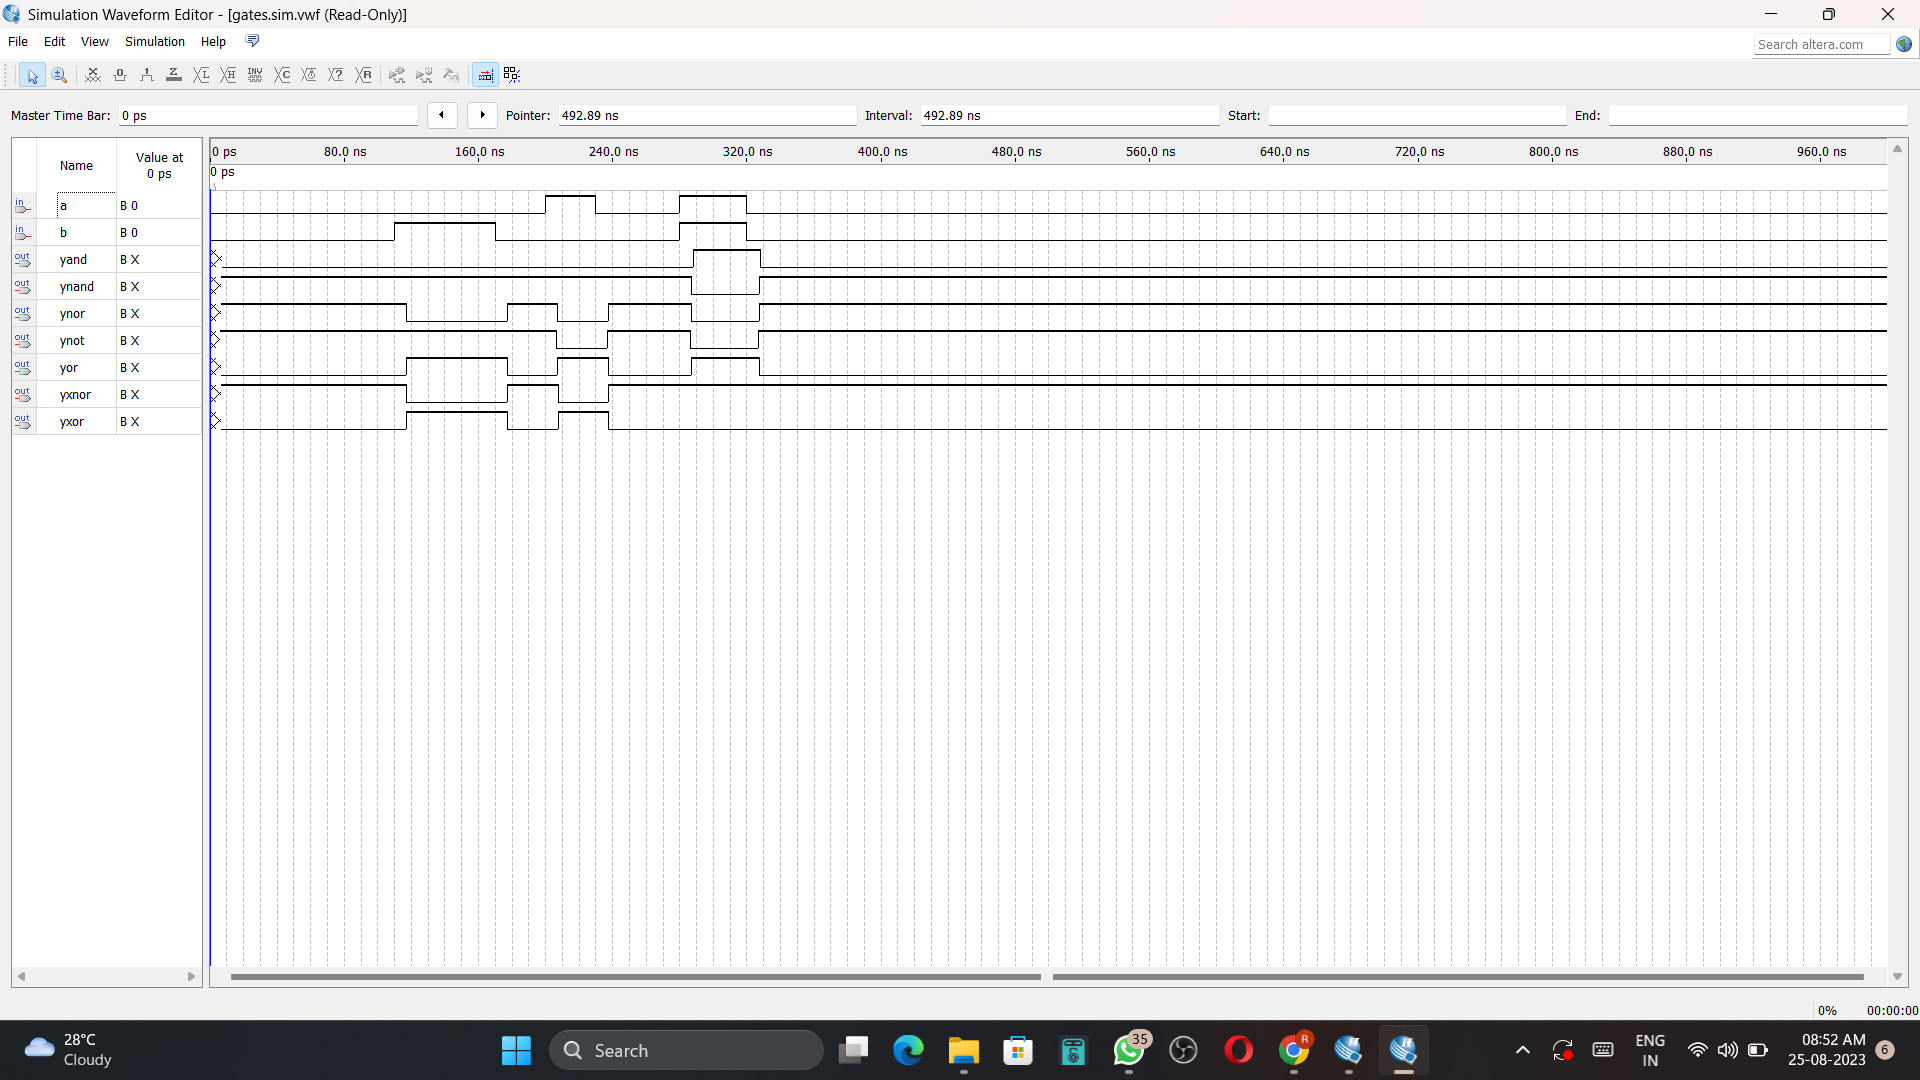 Simulation Waveform Editor - [gates.sim.vwf (Read-Only)]
File Edit View Simulation Help
Search altera.com
Master Time Bar: 0 ps Pointer: 492.89 ns Interval: 492.89 ns Start: End:
Name Value at 0 ps
0 ps 80.0 ns 160.0 ns 240.0 ns 320.0 ns 400.0 ns 480.0 ns 560.0 ns 640.0 ns 720.0 ns 800.0 ns 880.0 ns 960.0 ns
0 ps
in a B 0
in b B 0
out yand B X
out ynand B X
out ynor B X
out ynot B X
out yor B X
out yxnor B X
out yxor B X
0% 00:00:00
28°C
Cloudy
Search
35
R
ENG
IN
08:52 AM
25-08-2023
6